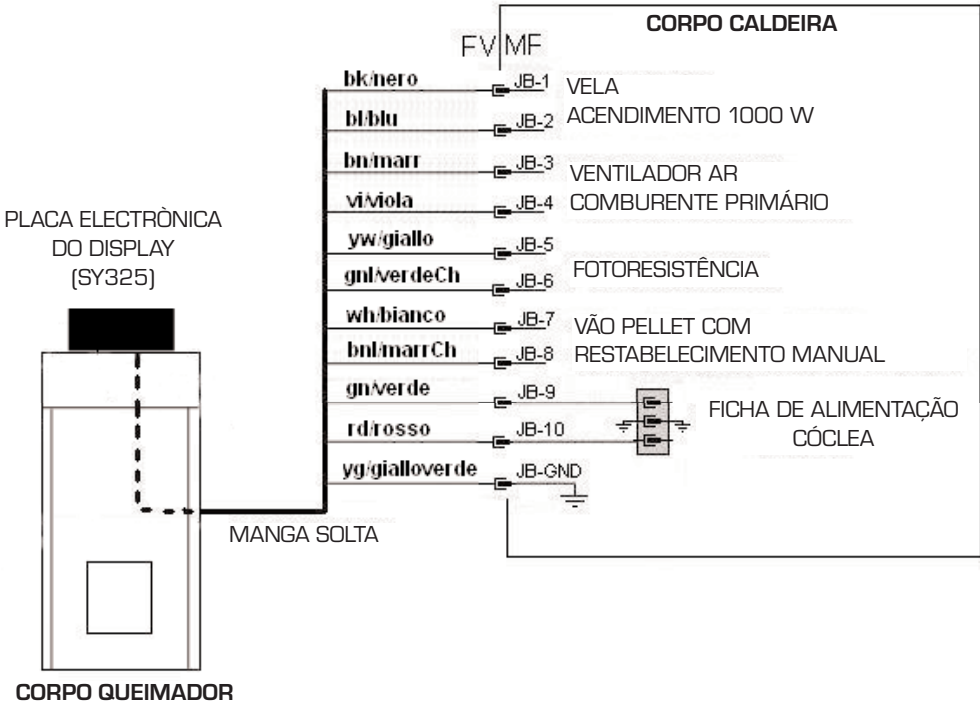 CORPO CALDEIRA
FV MF
bk/nero JB-1
VELA
ACENDIMENTO 1000 W
bl/blu JB-2
bn/marr JB-3
VENTILADOR AR
COMBURENTE PRIMÁRIO
vi/viola JB-4
yw/giallo JB-5
FOTORESISTÊNCIA
gnl/verdeCh JB-6
wh/bianco JB-7
VÃO PELLET COM
RESTABELECIMENTO MANUAL
bnl/marrCh JB-8
gn/verde JB-9
FICHA DE ALIMENTAÇÃO
CÓCLEA
rd/rosso JB-10
yg/gialloverde JB-GND
PLACA ELECTRÒNICA
DO DISPLAY
(SY325)
MANGA SOLTA
CORPO QUEIMADOR